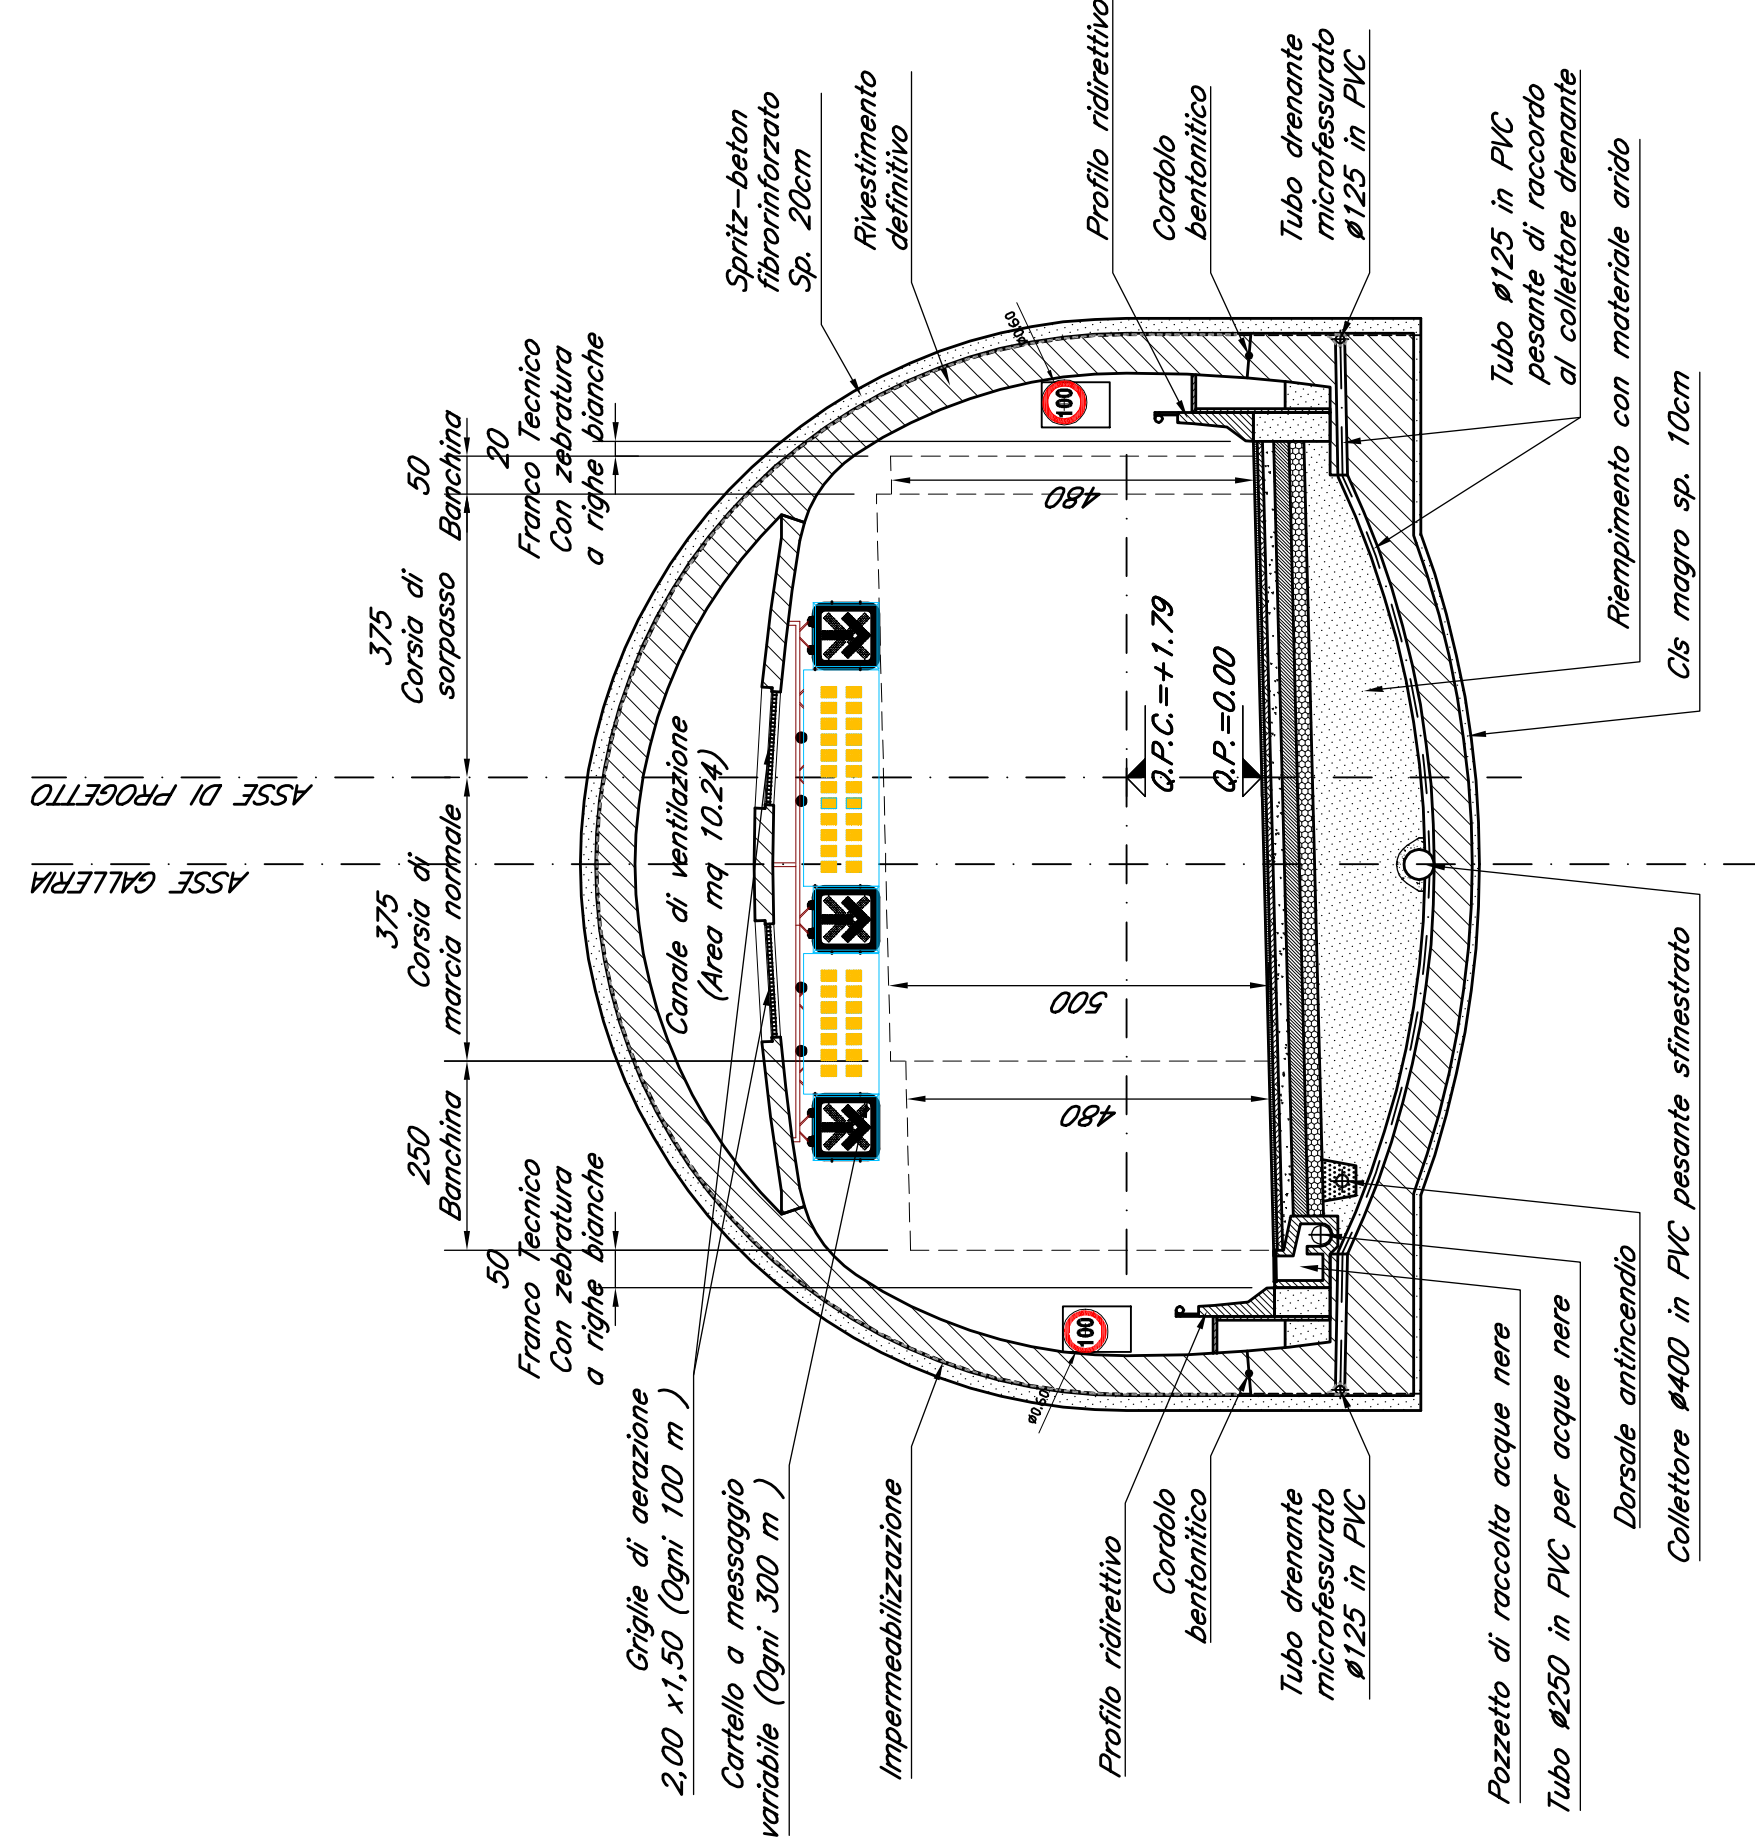 ASSE DI PROGETTO
ASSE GALLERIA
250
Banchina
375
Corsia di
marcia normale
375
Corsia di
sorpasso
50
Banchina
50
Franco Tecnico
Con zebratura
a righe bianche
20
Franco Tecnico
Con zebratura
a righe bianche
Griglie di aerazione
2,00 x1,50 (Ogni 100 m )
Cartello a messaggio
variabile (Ogni 300 m )
Impermeabilizzazione
Profilo ridirettivo
Cordolo
bentonitico
Tubo drenante
microfessurato
ø125 in PVC
Pozzetto di raccolta acque nere
Tubo ø250 in PVC per acque nere
Dorsale antincendio
Collettore ø400 in PVC pesante sfinestrato
Canale di ventilazione
(Area mq 10.24)
480
500
480
Q.P.C.=+1.79
Q.P.=0.00
100
ø0.60
100
ø0.60
Spritz-beton
fibrorinforzato
Sp. 20cm
Rivestimento
definitivo
Profilo ridirettivo
Cordolo
bentonitico
Tubo drenante
microfessurato
ø125 in PVC
Tubo ø125 in PVC
pesante di raccordo
al collettore drenante
Riempimento con materiale arido
Cls magro sp. 10cm